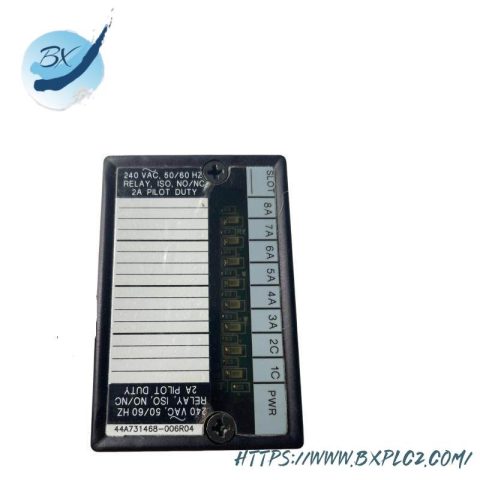 BX
240 VAC, 50/60 HZ
RELAY, ISO, NO/NC
2A PILOT DUTY
SLOT
8A
7A
6A
5A
4A
3A
2C
1C
PWR
240 VAC, 50/60 HZ
RELAY, ISO, NO/NC
2A PILOT DUTY
44A731468-006R04
HTTPS://WWW.BXPLCZ.COM/